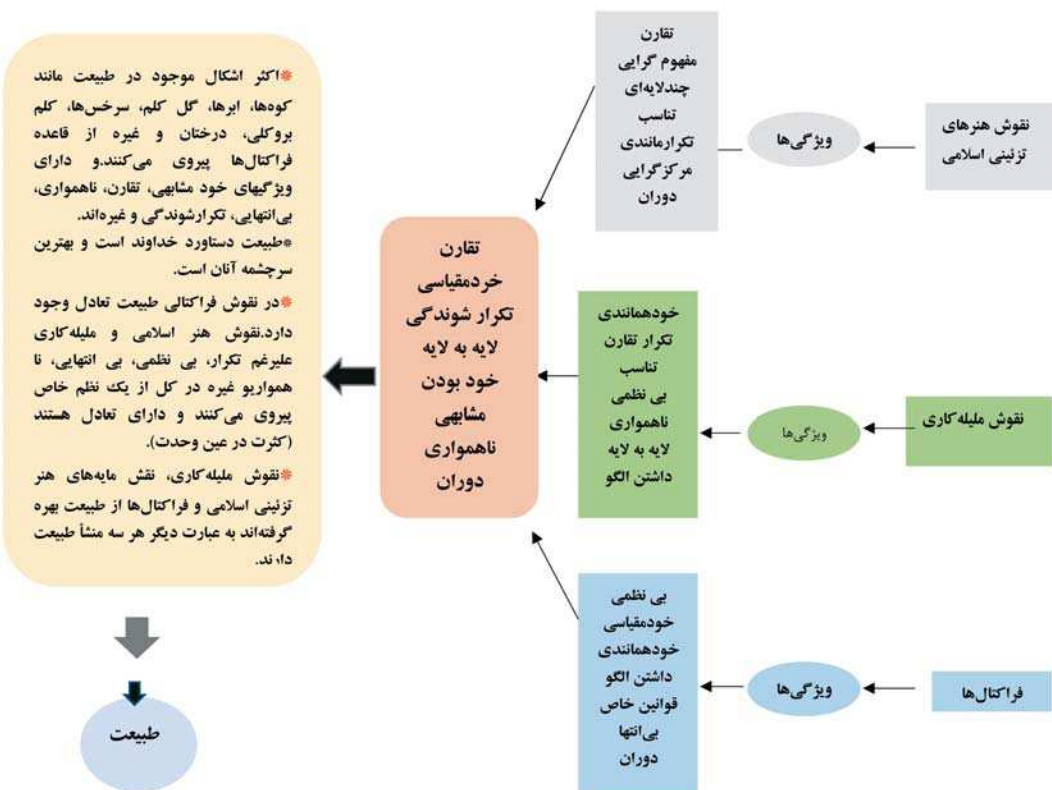 نقوش هنرهای
تزئینی اسلامی
ویژگی‌ها
تقارن
مفهوم گرایی
چندلایه‌ای
تناسب
تکرارمانندی
مرکزگرایی
دوران
نقوش ملیله‌کاری
ویژگی‌ها
خودهمانندی
تکرار تقارن
تناسب
بی نظمی
ناهمواری
لایه به لایه
داشتن الگو
فراکتال‌ها
ویژگی‌ها
بی نظمی
خودمقیاسی
خودهمانندی
داشتن الگو
قوانین خاص
بی‌انتها
دوران
تقارن
خردمقیاسی
تکرار شوندگی
لایه به لایه
خود بودن
مشابهی
ناهمواری
دوران
*اکثر اشکال موجود در طبیعت مانند
کوه‌ها، ابرها، گل کلم، سرخس‌ها، کلم
بروکلی، درختان و غیره از قاعده
فراکتال‌ها پیروی می‌کنند.و دارای
ویژگیهای خود مشابهی، تقارن، ناهمواری،
بی‌انتهایی، تکرارشوندگی و غیره‌اند.
*طبیعت دستاورد خداوند است و بهترین
سرچشمه آنان است.
*در نقوش فراکتالی طبیعت تعادل وجود
دارد.نقوش هنر اسلامی و ملیله‌کاری
علیرغم تکرار، بی نظمی، بی انتهایی، نا
همواریو غیره در کل از یک نظم خاص
پیروی می‌کنند و دارای تعادل هستند
(کثرت در عین وحدت).
*نقوش ملیله‌کاری، نقش مایه‌های هنر
تزئینی اسلامی و فراکتال‌ها از طبیعت بهره
گرفته‌اند به عبارت دیگر هر سه منشأ طبیعت
دارند.
طبیعت